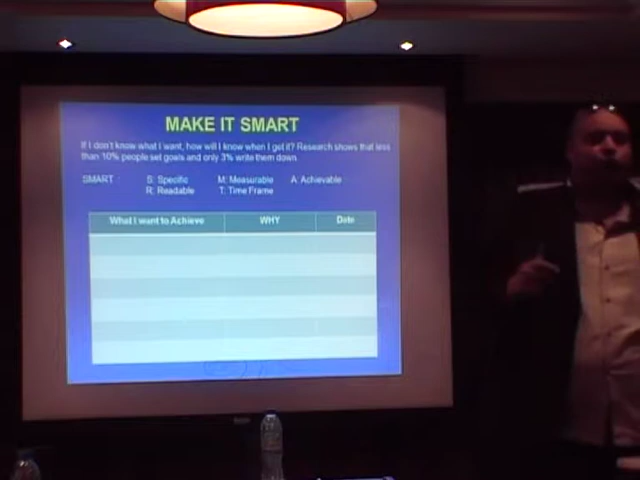 MAKE IT SMART
If I don't know what I want, how will I know when I get it? Research shows that less
than 10% people set goals and only 3% write them down.
SMART : S: Specific M: Measurable A: Achievable
R: Readable T: Time Frame
What I want to Achieve WHY Date